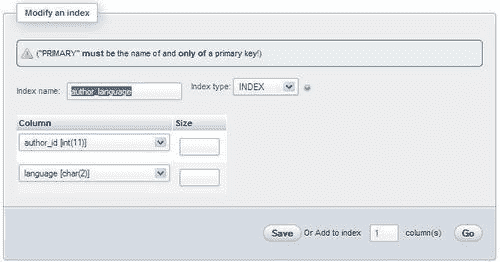 Modify an index
("PRIMARY" must be the name of and only of a primary key!)
Index name: author_language Index type: INDEX
Column Size
author_id [int(11)]
language [char(2)]
Save Or Add to index 1 column(s) Go